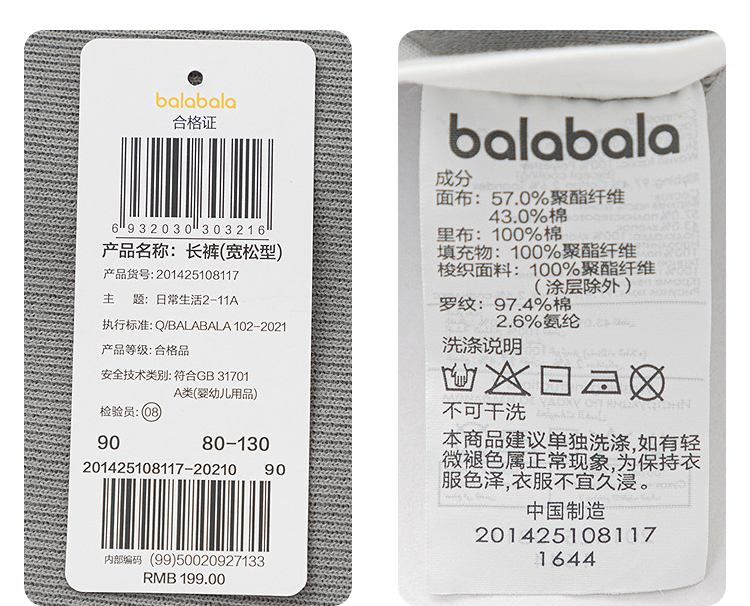 balabala
合格证
6 932030 303216
产品名称：长裤(宽松型)
产品货号：201425108117
主　题：日常生活2-11A
执行标准：Q/BALABALA 102-2021
产品等级：合格品
安全技术类别：符合GB 31701
A类(婴幼儿用品)
检验员：08
90 80-130
201425108117-20210 90
内部编码 (99)50020927133
RMB 199.00
balabala
成分
面布：57.0%聚酯纤维
43.0%棉
里布：100%棉
填充物：100%聚酯纤维
梭织面料：100%聚酯纤维
（涂层除外）
罗纹：97.4%棉
2.6%氨纶
洗涤说明
不可干洗
本商品建议单独洗涤,如有轻
微褪色属正常现象,为保持衣
服色泽,衣服不宜久浸。
中国制造
201425108117
1644